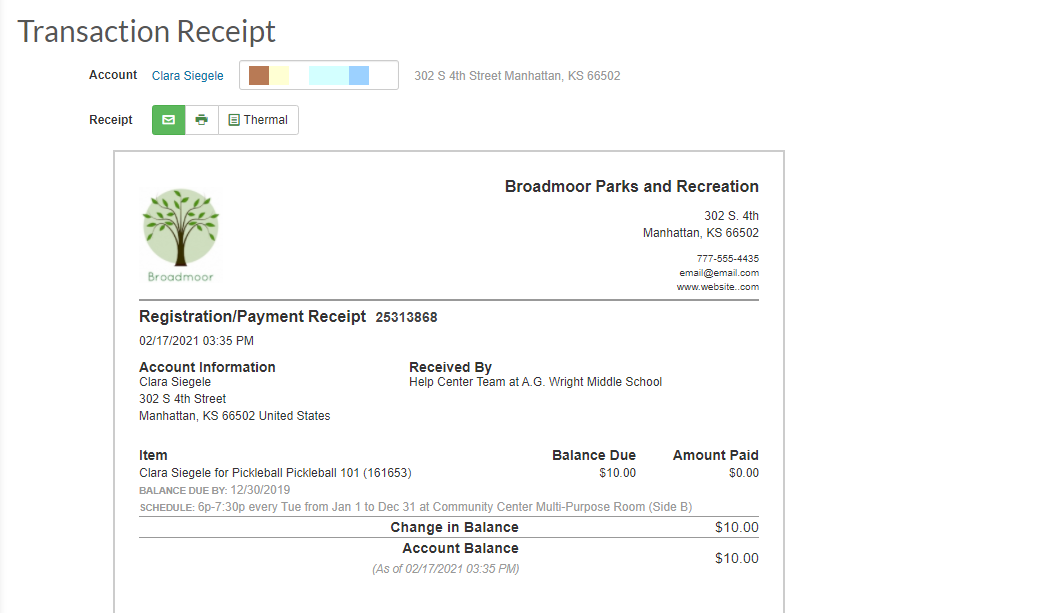 Transaction Receipt
Account Clara Siegele 302 S 4th Street Manhattan, KS 66502
Receipt Thermal
Broadmoor Parks and Recreation
302 S. 4th
Manhattan, KS 66502
777-555-4435
email@email.com
www.website..com
Broadmoor
Registration/Payment Receipt 25313868
02/17/2021 03:35 PM
Account Information Received By
Clara Siegele Help Center Team at A.G. Wright Middle School
302 S 4th Street
Manhattan, KS 66502 United States
Item Balance Due Amount Paid
Clara Siegele for Pickleball Pickleball 101 (161653) $10.00 $0.00
BALANCE DUE BY: 12/30/2019
SCHEDULE: 6p-7:30p every Tue from Jan 1 to Dec 31 at Community Center Multi-Purpose Room (Side B)
Change in Balance $10.00
Account Balance $10.00
(As of 02/17/2021 03:35 PM)